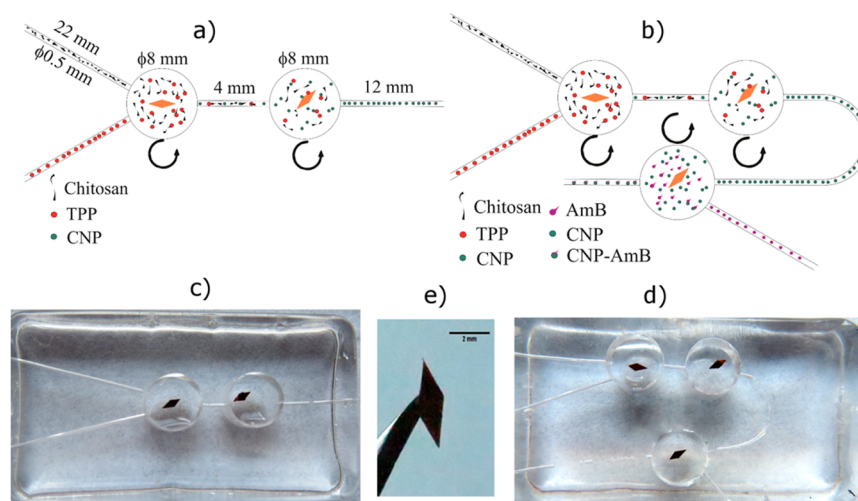 a)
b)
22 mm
ϕ0.5 mm
ϕ8 mm
4 mm
ϕ8 mm
12 mm
Chitosan
TPP
CNP
Chitosan
TPP
CNP
AmB
CNP
CNP-AmB
c)
e)
d)
2 mm